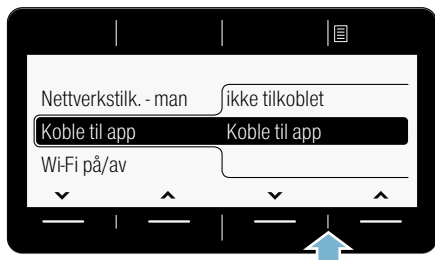 Nettverkstilk. - man ikke tilkoblet
Koble til app Koble til app
Wi-Fi på/av